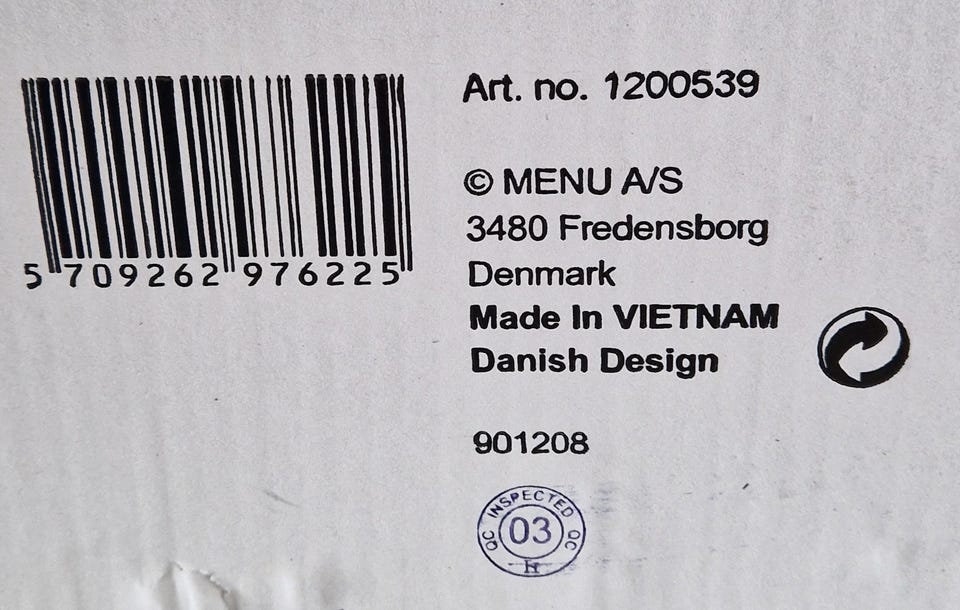 5 709262 976225
Art. no. 1200539
© MENU A/S
3480 Fredensborg
Denmark
Made In VIETNAM
Danish Design
901208
QC INSPECTED QC
03